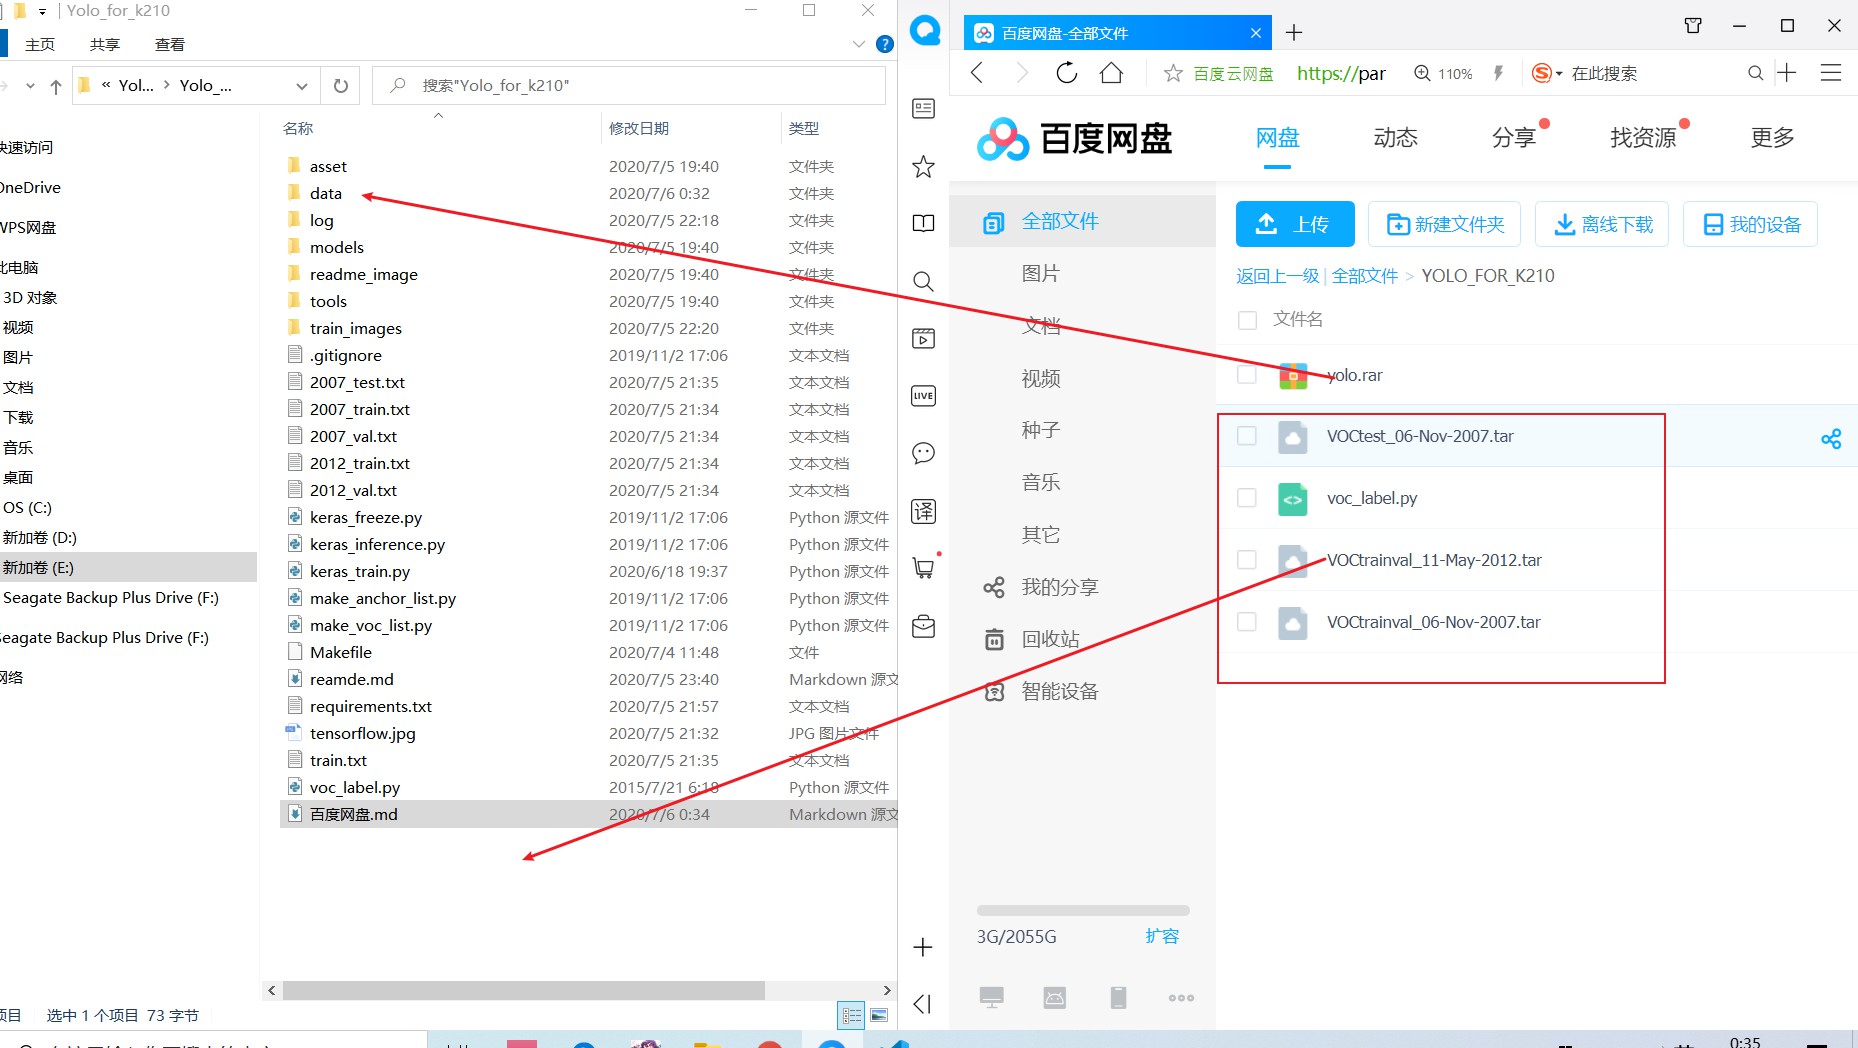 Yolo_for_k210
主页 共享 查看
« Yol... > Yolo_...
搜索"Yolo_for_k210"
名称 修改日期 类型
快速访问
OneDrive
WPS网盘
此电脑
3D 对象
视频
图片
文档
下载
音乐
桌面
OS (C:)
新加卷 (D:)
新加卷 (E:)
Seagate Backup Plus Drive (F:)
Seagate Backup Plus Drive (F:)
网络
asset 2020/7/5 19:40 文件夹
data 2020/7/6 0:32 文件夹
log 2020/7/5 22:18 文件夹
models 2020/7/5 19:40 文件夹
readme_image 2020/7/5 19:40 文件夹
tools 2020/7/5 19:40 文件夹
train_images 2020/7/5 22:20 文件夹
.gitignore 2019/11/2 17:06 文本文档
2007_test.txt 2020/7/5 21:35 文本文档
2007_train.txt 2020/7/5 21:34 文本文档
2007_val.txt 2020/7/5 21:34 文本文档
2012_train.txt 2020/7/5 21:34 文本文档
2012_val.txt 2020/7/5 21:34 文本文档
keras_freeze.py 2019/11/2 17:06 Python 源文件
keras_inference.py 2019/11/2 17:06 Python 源文件
keras_train.py 2020/6/18 19:37 Python 源文件
make_anchor_list.py 2019/11/2 17:06 Python 源文件
make_voc_list.py 2019/11/2 17:06 Python 源文件
Makefile 2020/7/4 11:48 文件
reamde.md 2020/7/5 23:40 Markdown 源文
requirements.txt 2020/7/5 21:57 文本文档
tensorflow.jpg 2020/7/5 21:32 JPG 图片文件
train.txt 2020/7/5 21:35 文本文档
voc_label.py 2015/7/21 6:18 Python 源文件
百度网盘.md 2020/7/6 0:34 Markdown 源文
项目 选中 1 个项目 73 字节
LIVE
译
百度网盘-全部文件
百度云网盘 https://par 110% 在此搜索
百度网盘 网盘 动态 分享 找资源 更多
全部文件
图片
文档
视频
种子
音乐
其它
我的分享
回收站
智能设备
3G/2055G 扩容
上传 新建文件夹 离线下载 我的设备
返回上一级 | 全部文件 > YOLO_FOR_K210
文件名
yolo.rar
VOCtest_06-Nov-2007.tar
voc_label.py
VOCtrainval_11-May-2012.tar
VOCtrainval_06-Nov-2007.tar
0:35